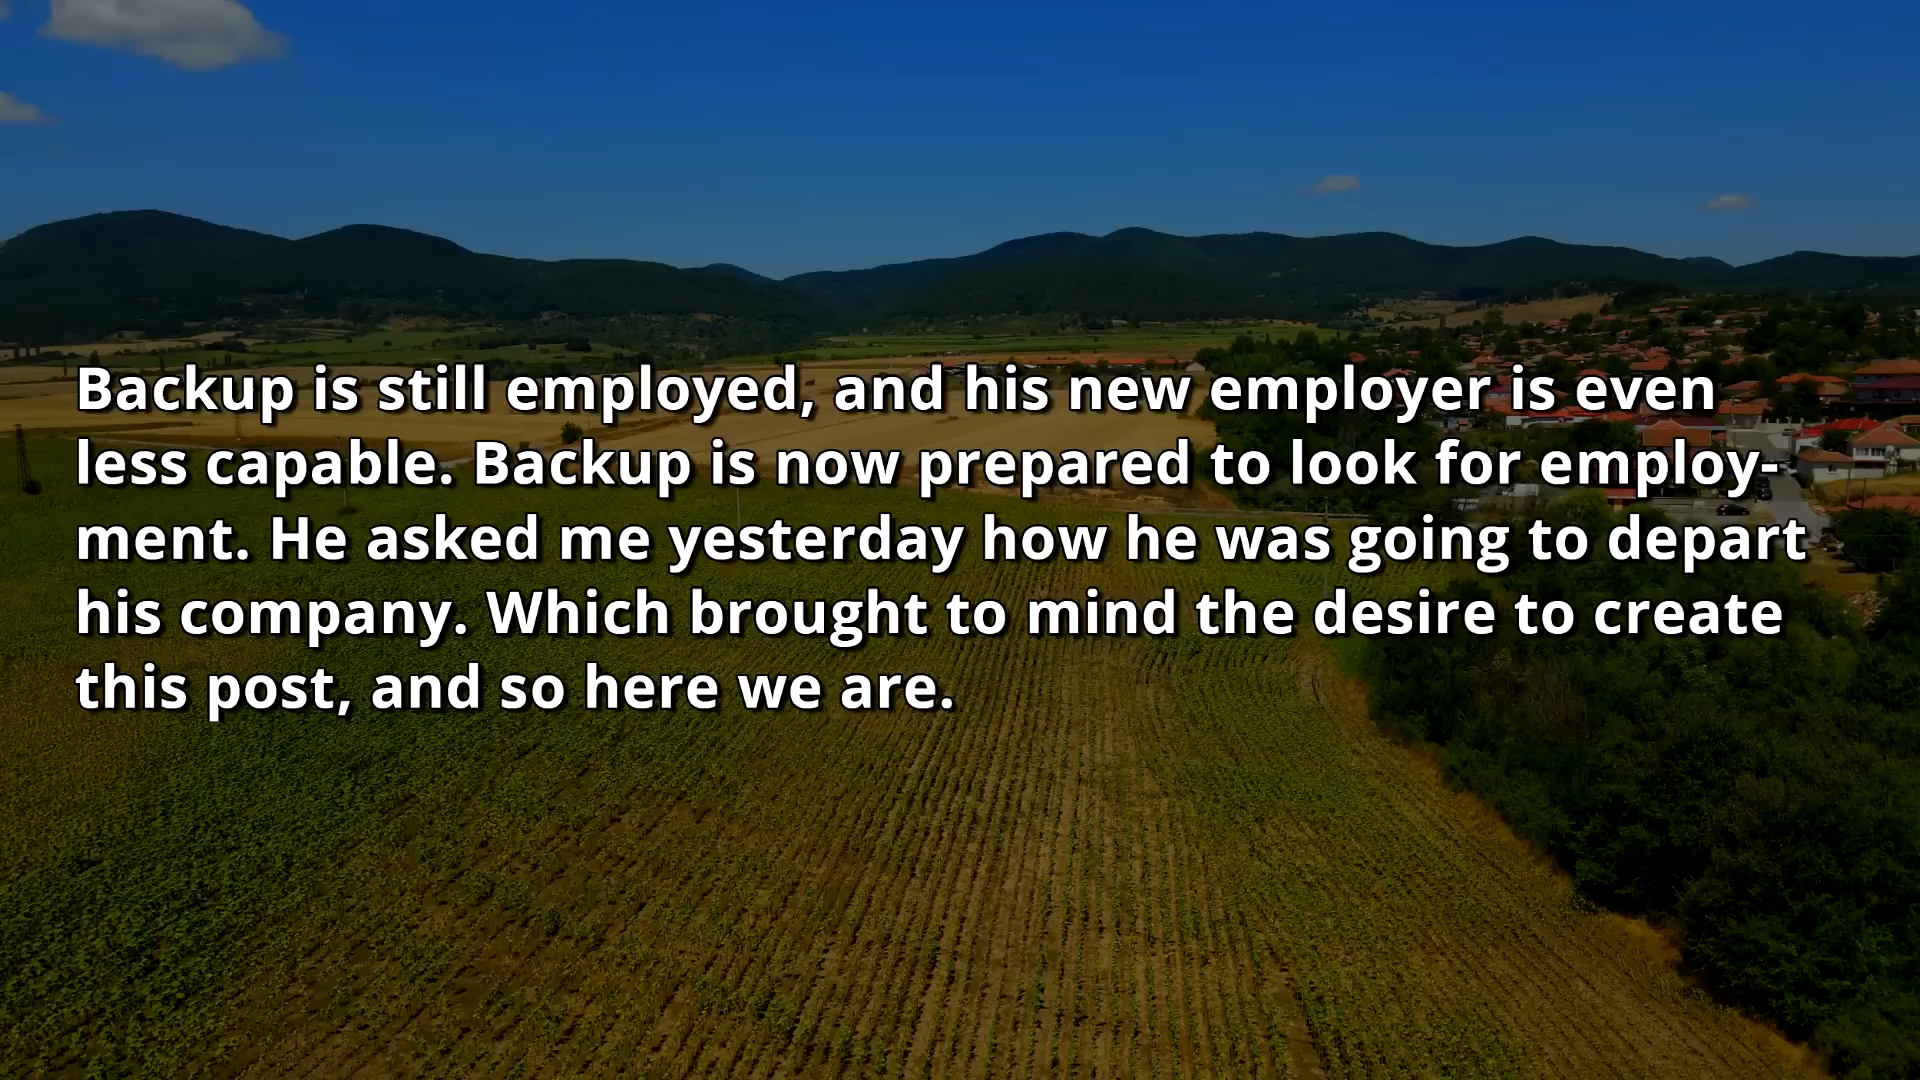 Backup is still employed, and his new employer is even
less capable. Backup is now prepared to look for employ-
ment. He asked me yesterday how he was going to depart
his company. Which brought to mind the desire to create
this post, and so here we are.